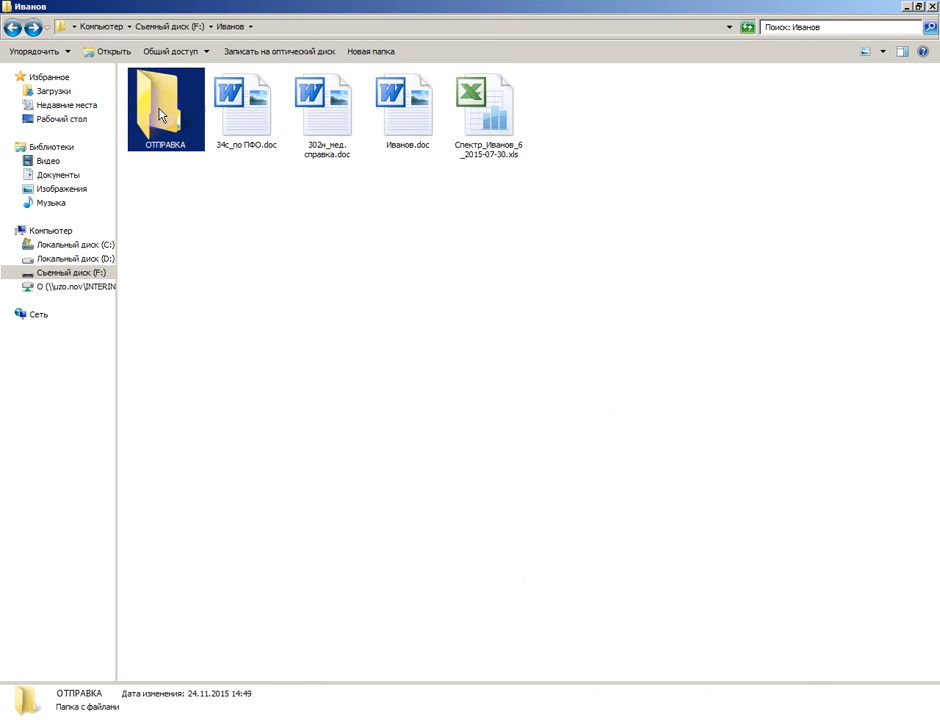 Иванов
Компьютер Съемный диск (F:) Иванов
Поиск: Иванов
Упорядочить Открыть Общий доступ Записать на оптический диск Новая папка
Избранное
Загрузки
Недавние места
Рабочий стол
Библиотеки
Видео
Документы
Изображения
Музыка
Компьютер
Локальный диск (C:)
Локальный диск (D:)
Съемный диск (F:)
O (\\uzo.nov\INTERIN
Сеть
ОТПРАВКА
34с_по ПФО.doc
302н_мед.
справка.doc
Иванов.doc
Спектр_Иванов_6
_2015-07-30.xls
ОТПРАВКА Дата изменения: 24.11.2015 14:49
Папка с файлами